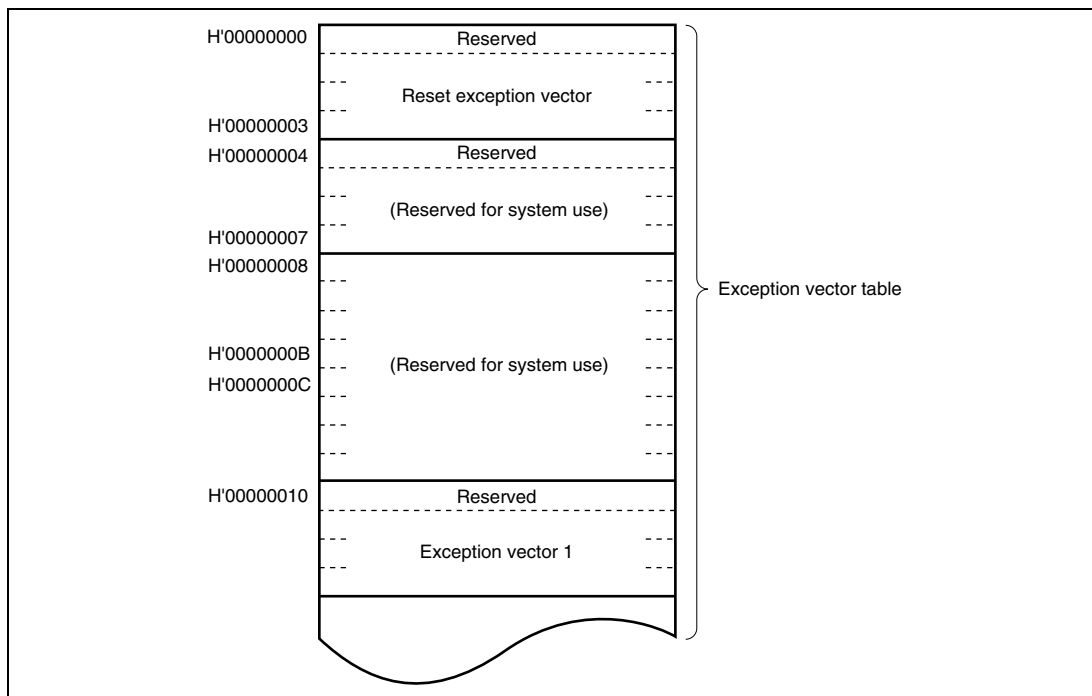 H'00000000
Reserved
Reset exception vector
H'00000003
H'00000004
Reserved
(Reserved for system use)
H'00000007
H'00000008
Exception vector table
H'0000000B
(Reserved for system use)
H'0000000C
H'00000010
Reserved
Exception vector 1